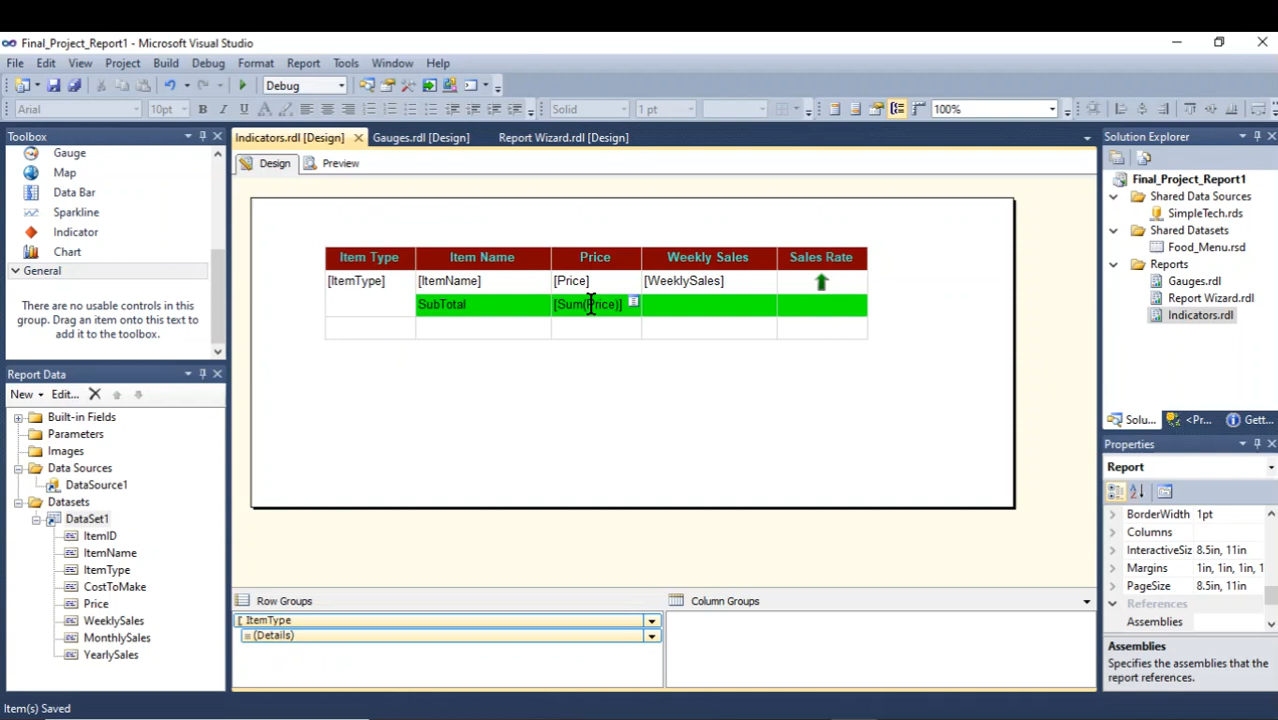 Final_Project_Report1 - Microsoft Visual Studio
File Edit View Project Build Debug Format Report Tools Window Help
Debug
Arial 10pt B I U A Solid 1 pt 100%
Toolbox
Gauge
Map
Data Bar
Sparkline
Indicator
Chart
General
There are no usable controls in this
group. Drag an item onto this text to
add it to the toolbox.
Report Data
New Edit...
Built-in Fields
Parameters
Images
Data Sources
DataSource1
Datasets
DataSet1
ItemID
ItemName
ItemType
CostToMake
Price
WeeklySales
MonthlySales
YearlySales
Indicators.rdl [Design] Gauges.rdl [Design] Report Wizard.rdl [Design]
Design Preview
Item Type Item Name Price Weekly Sales Sales Rate
[ItemType] [ItemName] [Price] [WeeklySales]
SubTotal [Sum(Price)]
Row Groups Column Groups
[ ItemType
(Details)
Solution Explorer
Final_Project_Report1
Shared Data Sources
SimpleTech.rds
Shared Datasets
Food_Menu.rsd
Reports
Gauges.rdl
Report Wizard.rdl
Indicators.rdl
Solu... <Pr... Gett...
Properties
Report
BorderWidth 1pt
Columns
InteractiveSiz 8.5in, 11in
Margins 1in, 1in, 1in, 1
PageSize 8.5in, 11in
References
Assemblies
Assemblies
Specifies the assemblies that the
report references.
Item(s) Saved